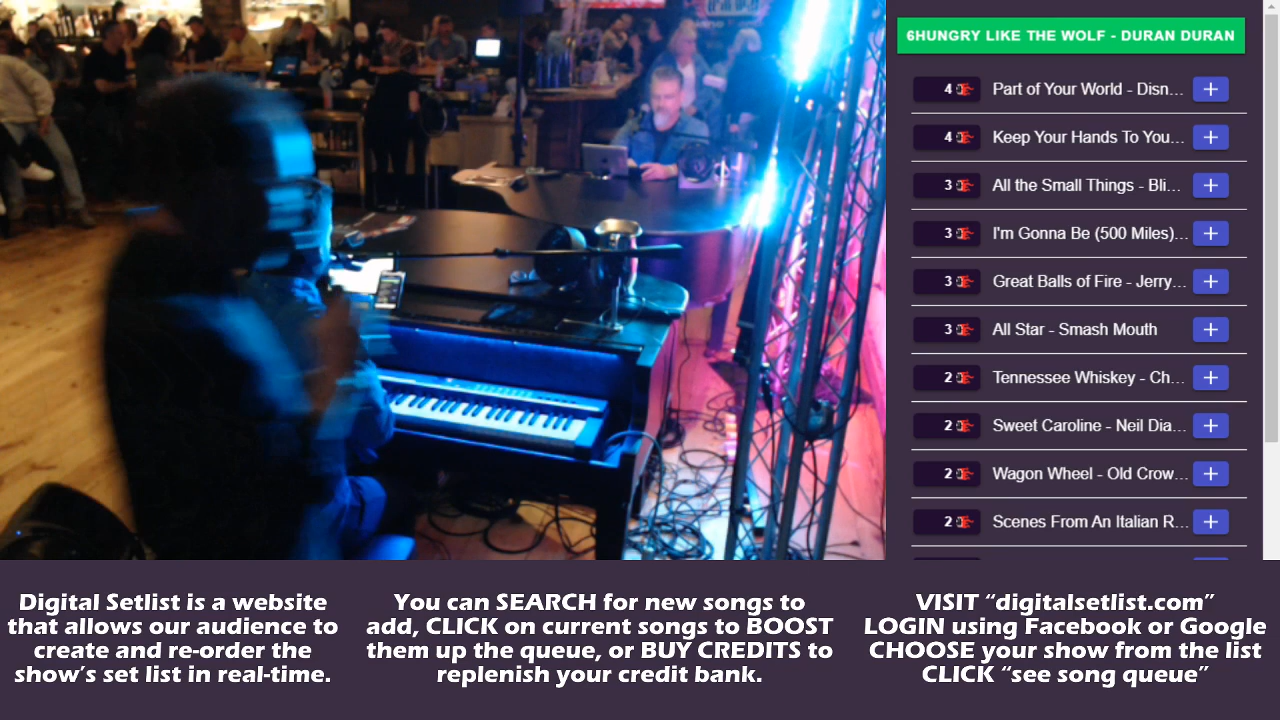 6HUNGRY LIKE THE WOLF - DURAN DURAN
4 Part of Your World - Disn...
4 Keep Your Hands To You...
3 All the Small Things - Bli...
3 I'm Gonna Be (500 Miles)...
3 Great Balls of Fire - Jerry...
3 All Star - Smash Mouth
2 Tennessee Whiskey - Ch...
2 Sweet Caroline - Neil Dia...
2 Wagon Wheel - Old Crow...
2 Scenes From An Italian R...
Digital Setlist is a website
that allows our audience to
create and re-order the
show's set list in real-time.
You can SEARCH for new songs to
add, CLICK on current songs to BOOST
them up the queue, or BUY CREDITS to
replenish your credit bank.
VISIT “digitalsetlist.com”
LOGIN using Facebook or Google
CHOOSE your show from the list
CLICK “see song queue”